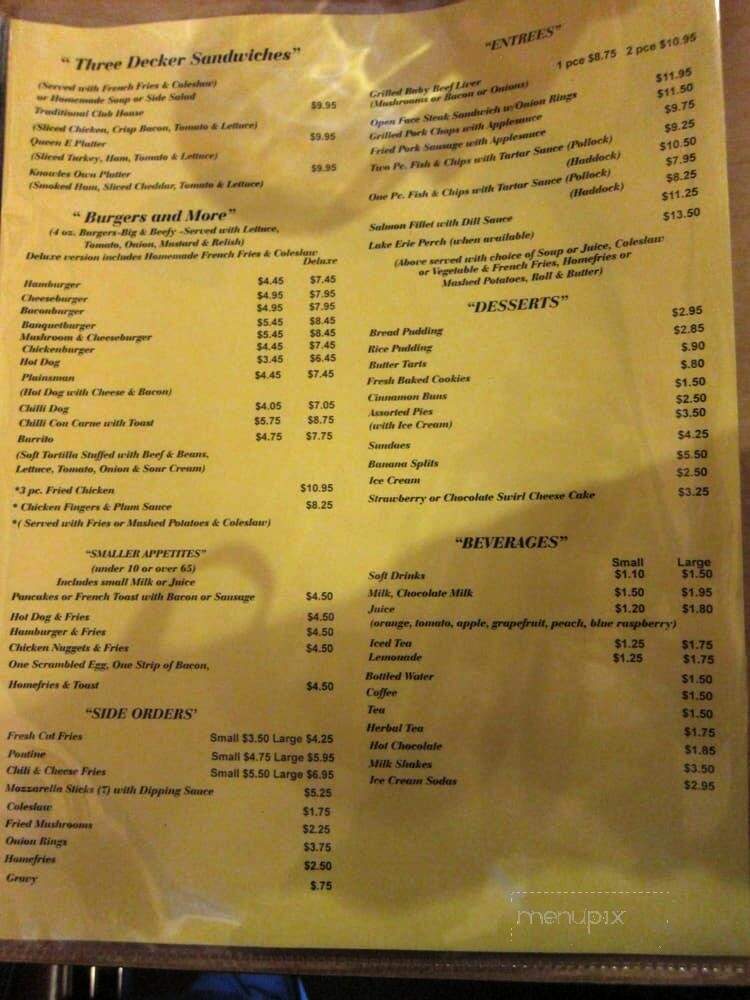 “ Three Decker Sandwiches”
(Served with French Fries & Coleslaw)
or Homemade Soup or Side Salad
Traditional Club House $9.95
(Sliced Chicken, Crisp Bacon, Tomato & Lettuce)
Queen E Platter $9.95
(Sliced Turkey, Ham, Tomato & Lettuce)
Knowles Own Platter $9.95
(Smoked Ham, Sliced Cheddar, Tomato & Lettuce)
“ Burgers and More”
(4 oz. Burgers-Big & Beefy –Served with Lettuce,
Tomato, Onion, Mustard & Relish)
Deluxe version includes Homemade French Fries & Coleslaw
Deluxe
Hamburger $4.45 $7.45
Cheeseburger $4.95 $7.95
Baconburger $4.95 $7.95
Banquetburger $5.45 $8.45
Mushroom & Cheeseburger $5.45 $8.45
Chickenburger $4.45 $7.45
Hot Dog $3.45 $6.45
Plainsman $4.45 $7.45
(Hot Dog with Cheese & Bacon)
Chilli Dog $4.05 $7.05
Chilli Con Carne with Toast $5.75 $8.75
Burrito $4.75 $7.75
(Soft Tortilla Stuffed with Beef & Beans,
Lettuce, Tomato, Onion & Sour Cream)
*3 pc. Fried Chicken $10.95
* Chicken Fingers & Plum Sauce $8.25
*( Served with Fries or Mashed Potatoes & Coleslaw)
“SMALLER APPETITES”
(under 10 or over 65)
Includes small Milk or Juice
Pancakes or French Toast with Bacon or Sausage $4.50
Hot Dog & Fries $4.50
Hamburger & Fries $4.50
Chicken Nuggets & Fries $4.50
One Scrambled Egg, One Strip of Bacon,
Homefries & Toast $4.50
“SIDE ORDERS’
Fresh Cut Fries Small $3.50 Large $4.25
Poutine Small $4.75 Large $5.95
Chili & Cheese Fries Small $5.50 Large $6.95
Mozzarella Sticks (7) with Dipping Sauce $5.25
Coleslaw $1.75
Fried Mushrooms $2.25
Onion Rings $3.75
Homefries $2.50
Gravy $.75
“ENTREES”
1 pce $8.75 2 pce $10.95
Grilled Baby Beef Liver
(Mushrooms or Bacon or Onions) $11.95
Open Face Steak Sandwich w/Onion Rings $11.50
Grilled Pork Chops with Applesauce $9.75
Fried Pork Sausage with Applesauce $9.25
Two Pc. Fish & Chips with Tartar Sauce (Pollock) $10.50
(Haddock) $7.95
One Pc. Fish & Chips with Tartar Sauce (Pollock) $8.25
(Haddock) $11.25
Salmon Fillet with Dill Sauce $13.50
Lake Erie Perch (when available)
(Above served with choice of Soup or Juice, Coleslaw
or Vegetable & French Fries, Homefries or
Mashed Potatoes, Roll & Butter)
“DESSERTS”
Bread Pudding $2.95
Rice Pudding $2.85
Butter Tarts $.90
Fresh Baked Cookies $.80
Cinnamon Buns $1.50
Assorted Pies $2.50
(with Ice Cream) $3.50
Sundaes $4.25
Banana Splits $5.50
Ice Cream $2.50
Strawberry or Chocolate Swirl Cheese Cake $3.25
“BEVERAGES”
Small Large
Soft Drinks $1.10 $1.50
Milk, Chocolate Milk $1.50 $1.95
Juice $1.20 $1.80
(orange, tomato, apple, grapefruit, peach, blue raspberry)
Iced Tea $1.25 $1.75
Lemonade $1.25 $1.75
Bottled Water $1.50
Coffee $1.50
Tea $1.50
Herbal Tea $1.75
Hot Chocolate $1.85
Milk Shakes $3.50
Ice Cream Sodas $2.95
menupix